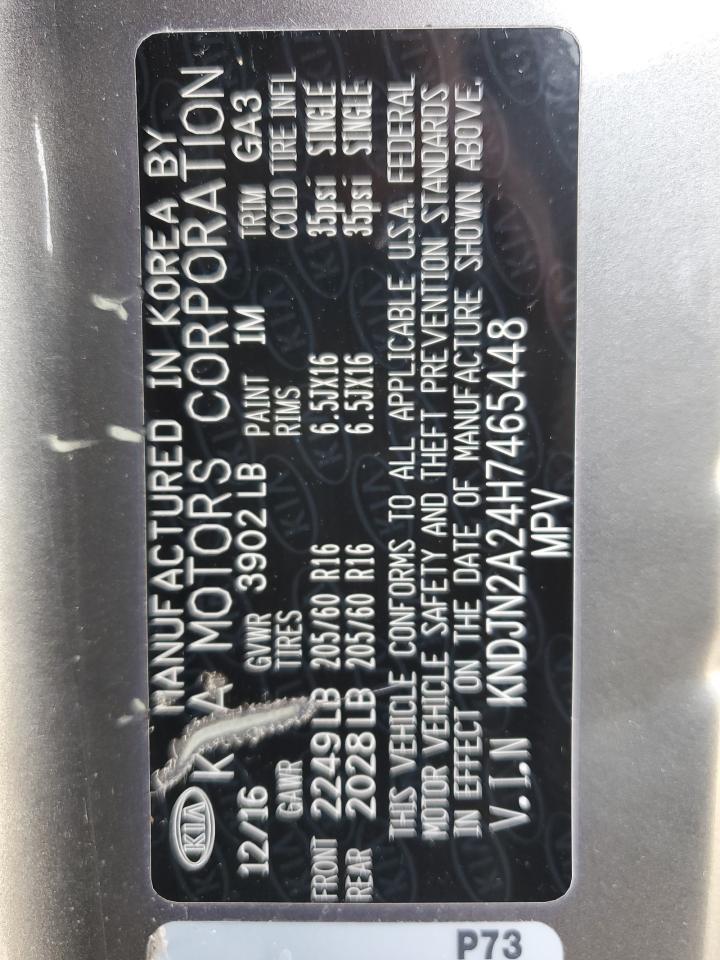 MANUFACTURED IN KOREA BY
KIA KIA MOTORS CORPORATION
12/16 GVWR 3902 LB PAINT IM TRIM GA3
GAWR TIRES RIMS COLD TIRE INFL
FRONT 2249 LB 205/60 R16 6.5JX16 35psi SINGLE
REAR 2028 LB 205/60 R16 6.5JX16 35psi SINGLE
THIS VEHICLE CONFORMS TO ALL APPLICABLE U.S.A. FEDERAL
MOTOR VEHICLE SAFETY AND THEFT PREVENTION STANDARDS
IN EFFECT ON THE DATE OF MANUFACTURE SHOWN ABOVE.
V.I.N KNDJN2A24H7465448
MPV
P73